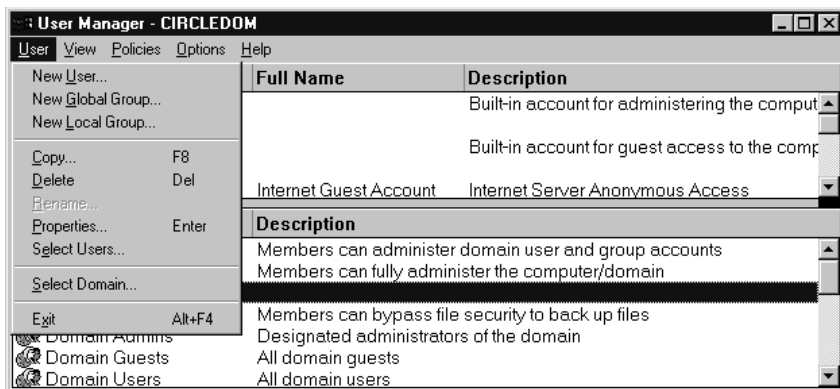 User Manager - CIRCLEDOM
User View Policies Options Help
New User...
New Global Group...
New Local Group...
Copy... F8
Delete Del
Rename...
Properties... Enter
Select Users...
Select Domain...
Exit Alt+F4
Full Name Description
Built-in account for administering the comput
Built-in account for guest access to the comp
Internet Guest Account Internet Server Anonymous Access
Description
Members can administer domain user and group accounts
Members can fully administer the computer/domain
Members can bypass file security to back up files
Domain Admins Designated administrators of the domain
Domain Guests All domain guests
Domain Users All domain users